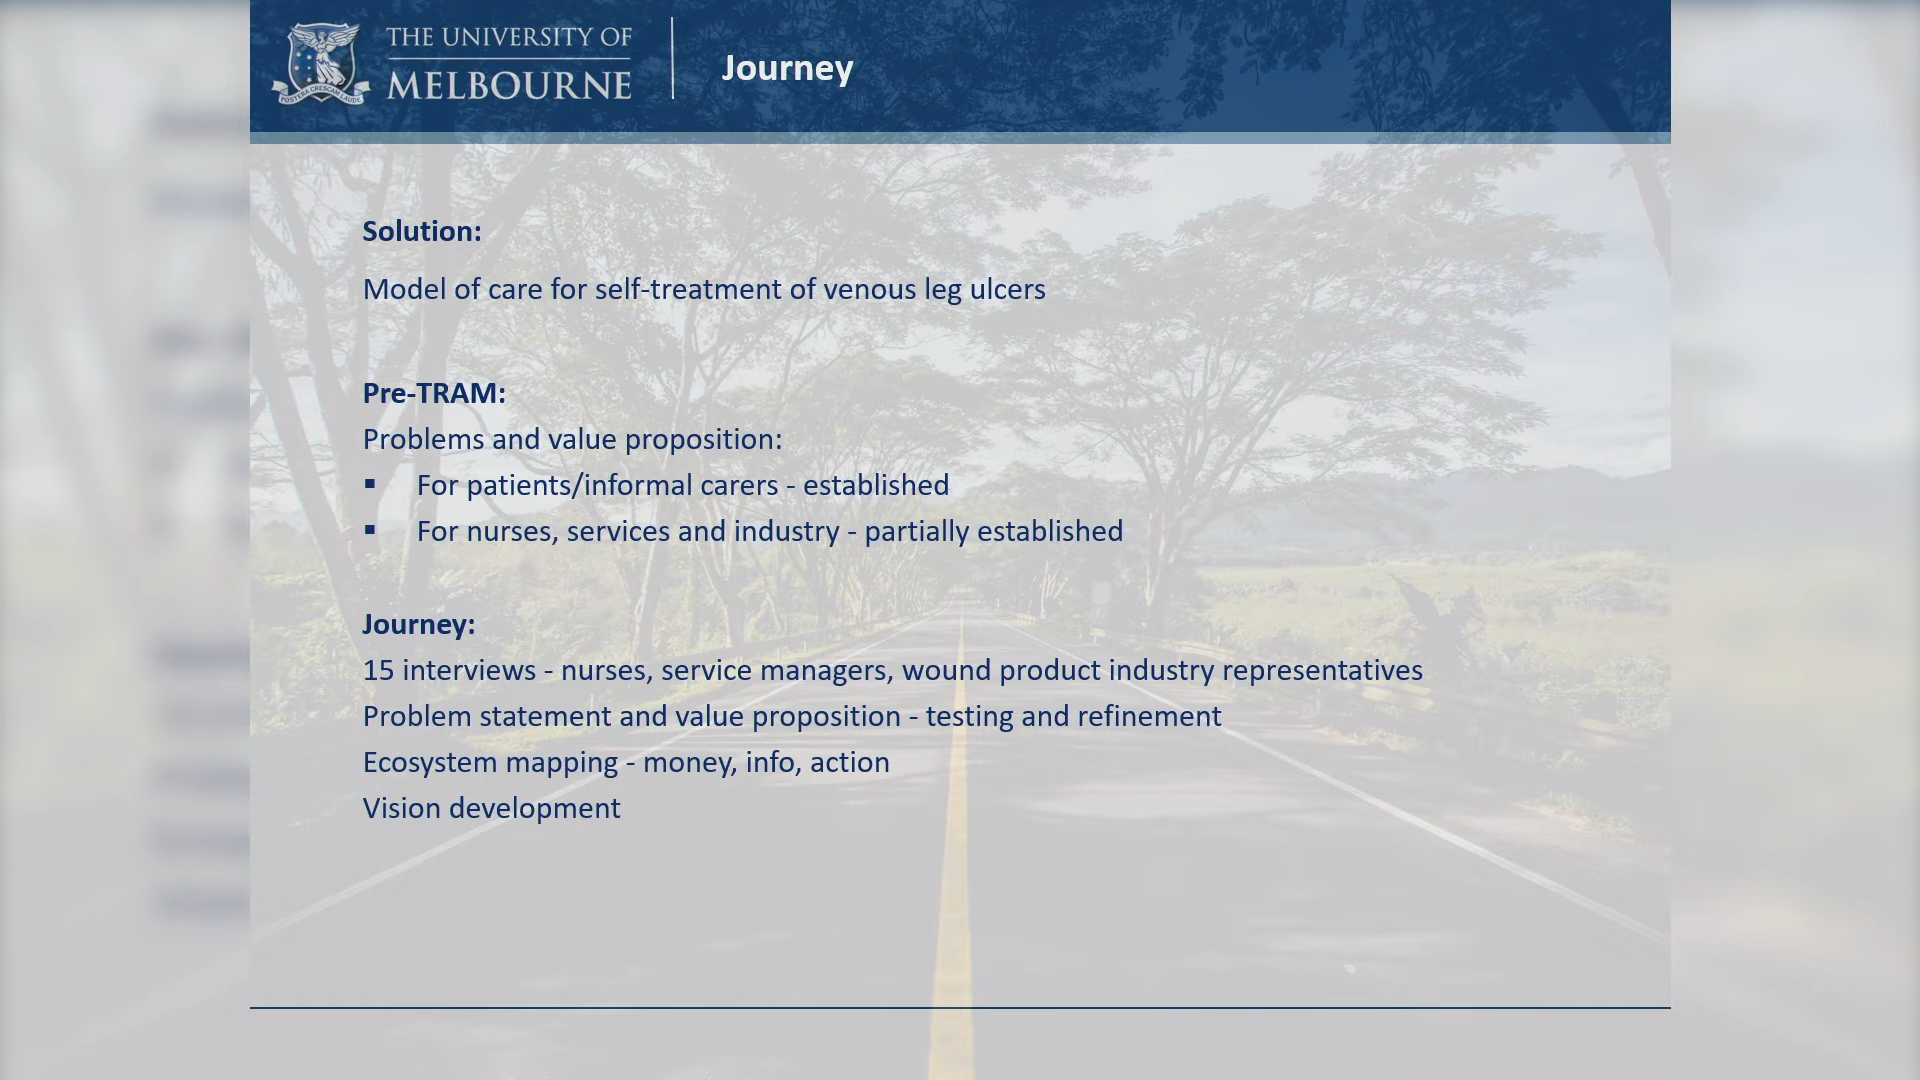 THE UNIVERSITY OF
MELBOURNE
POSTERA CRESCAM LAUDE
Journey
Solution:
Model of care for self-treatment of venous leg ulcers
Pre-TRAM:
Problems and value proposition:
▪ For patients/informal carers - established
▪ For nurses, services and industry - partially established
Journey:
15 interviews - nurses, service managers, wound product industry representatives
Problem statement and value proposition - testing and refinement
Ecosystem mapping - money, info, action
Vision development